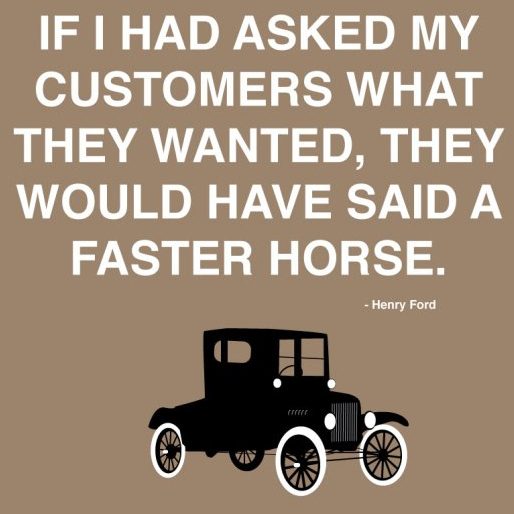 IF I HAD ASKED MY
CUSTOMERS WHAT
THEY WANTED, THEY
WOULD HAVE SAID A
FASTER HORSE.
- Henry Ford